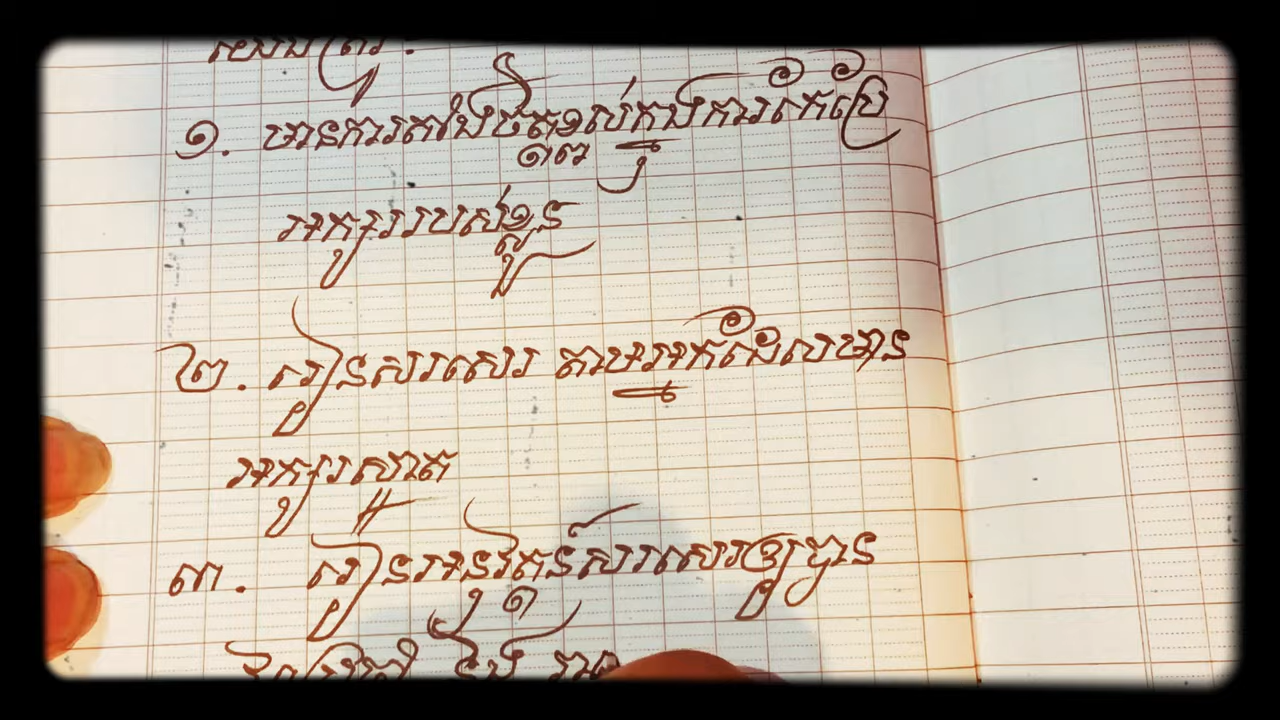 ១. មានការតាំងចិត្តខ្ពស់ក្នុងការកែប្រែ
អក្សររបស់ខ្លួន
២. រៀនសរសេរ តាមអ្នកដែលមាន
អក្សរស្អាត
៣. រៀនអនុវត្តន៍សរសេរឲ្យបាន